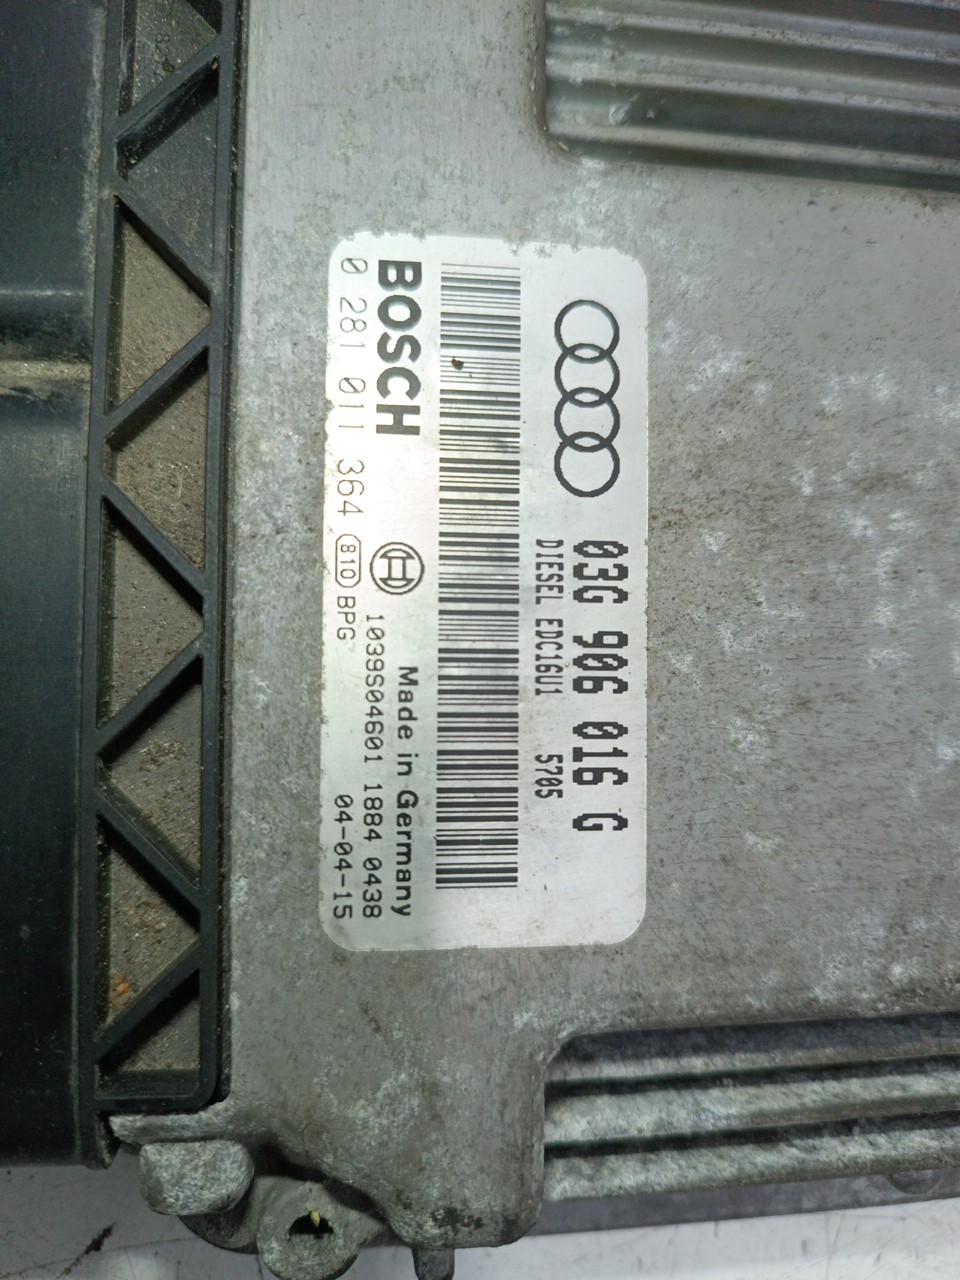 03G 906 016 G
DIESEL EDC16U1 5705
BOSCH
Made in Germany
1039S04601 1884 0438
0 281 011 364 810 BPG 04-04-15